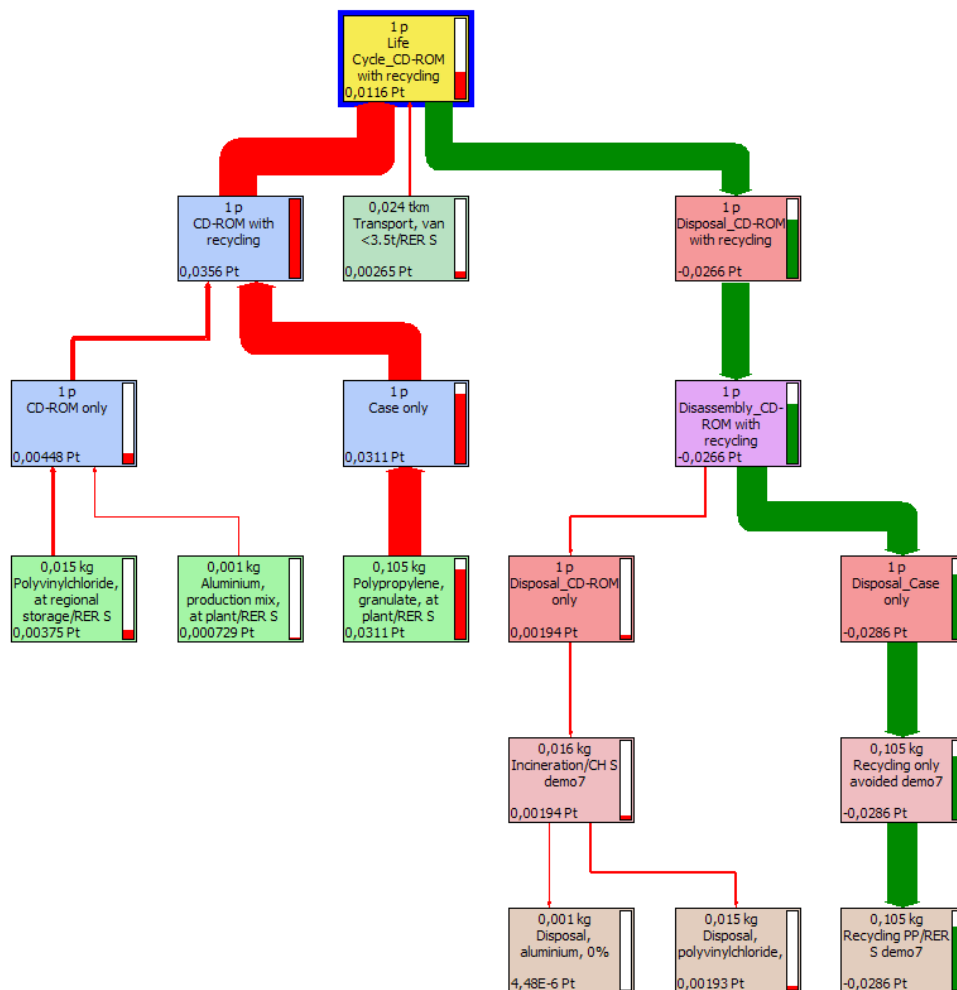 1 p
Life
Cycle_CD-ROM
with recycling
0,0116 Pt
1 p
CD-ROM with
recycling
0,0356 Pt
0,024 tkm
Transport, van
<3.5t/RER S
0,00265 Pt
1 p
Disposal_CD-ROM
with recycling
-0,0266 Pt
1 p
CD-ROM only
0,00448 Pt
1 p
Case only
0,0311 Pt
1 p
Disassembly_CD-
ROM with
recycling
-0,0266 Pt
0,015 kg
Polyvinylchloride,
at regional
storage/RER S
0,00375 Pt
0,001 kg
Aluminium,
production mix,
at plant/RER S
0,000729 Pt
0,105 kg
Polypropylene,
granulate, at
plant/RER S
0,0311 Pt
1 p
Disposal_CD-ROM
only
0,00194 Pt
1 p
Disposal_Case
only
-0,0286 Pt
0,016 kg
Incineration/CH S
demo7
0,00194 Pt
0,105 kg
Recycling only
avoided demo7
-0,0286 Pt
0,001 kg
Disposal,
aluminium, 0%
4,48E-6 Pt
0,015 kg
Disposal,
polyvinylchloride,
0,00193 Pt
0,105 kg
Recycling PP/RER
S demo7
-0,0286 Pt